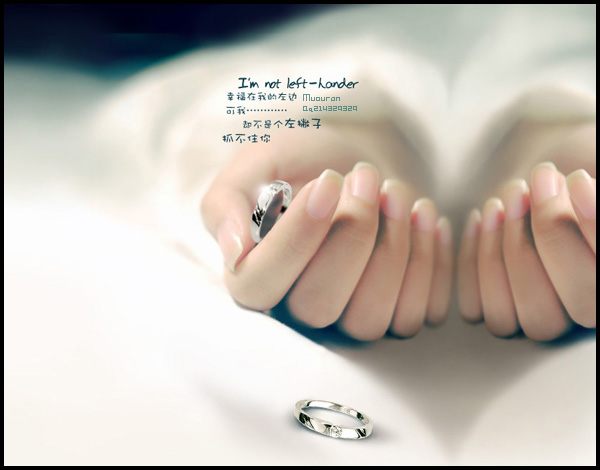 I'm not left-hander
幸福在我的左边 Muouran
可我………… Qq214329329
却不是个左撇子
抓不住你